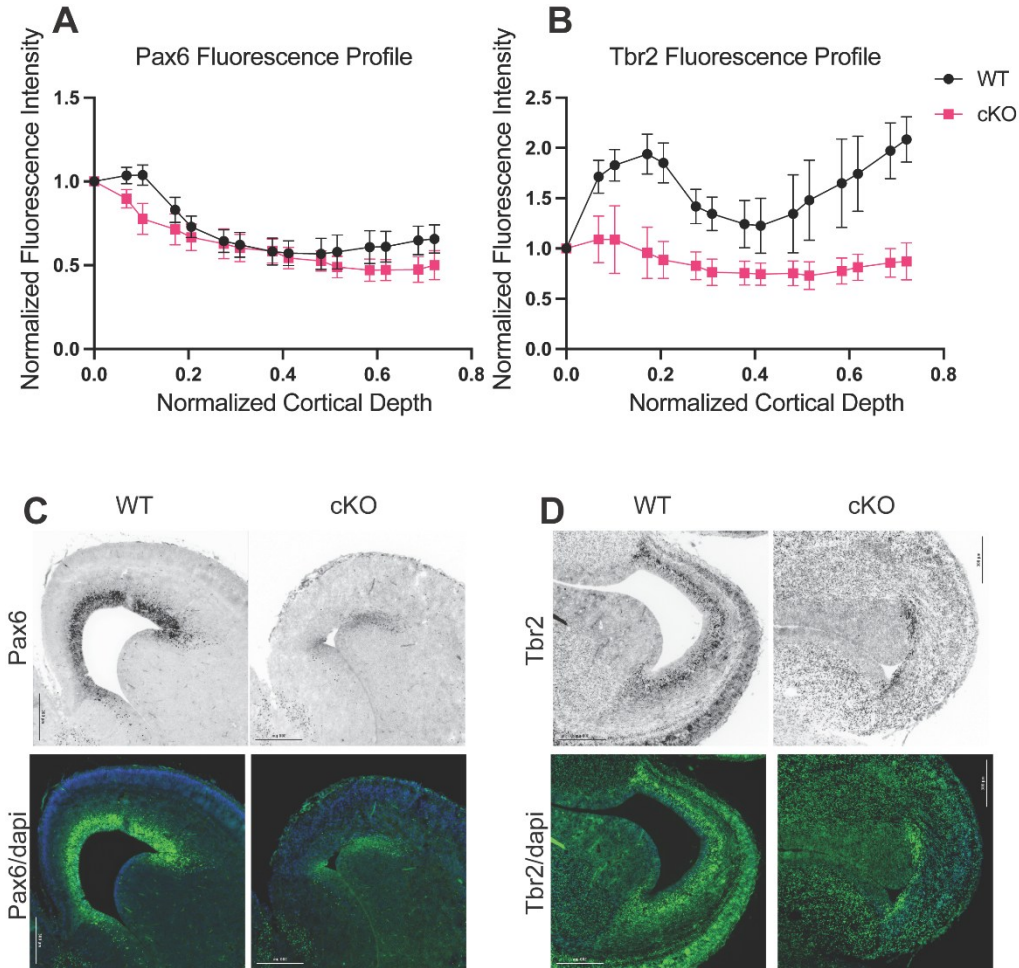 A
B
Pax6 Fluorescence Profile
Tbr2 Fluorescence Profile
WT
cKO
Normalized Fluorescence Intensity
1.5
1.0
0.5
0.0
0.0 0.2 0.4 0.6 0.8
Normalized Cortical Depth
Normalized Fluorescence Intensity
2.5
2.0
1.5
1.0
0.5
0.0
0.0 0.2 0.4 0.6 0.8
Normalized Cortical Depth
C
WT
cKO
Pax6
Pax6/dapi
D
WT
cKO
Tbr2
Tbr2/dapi